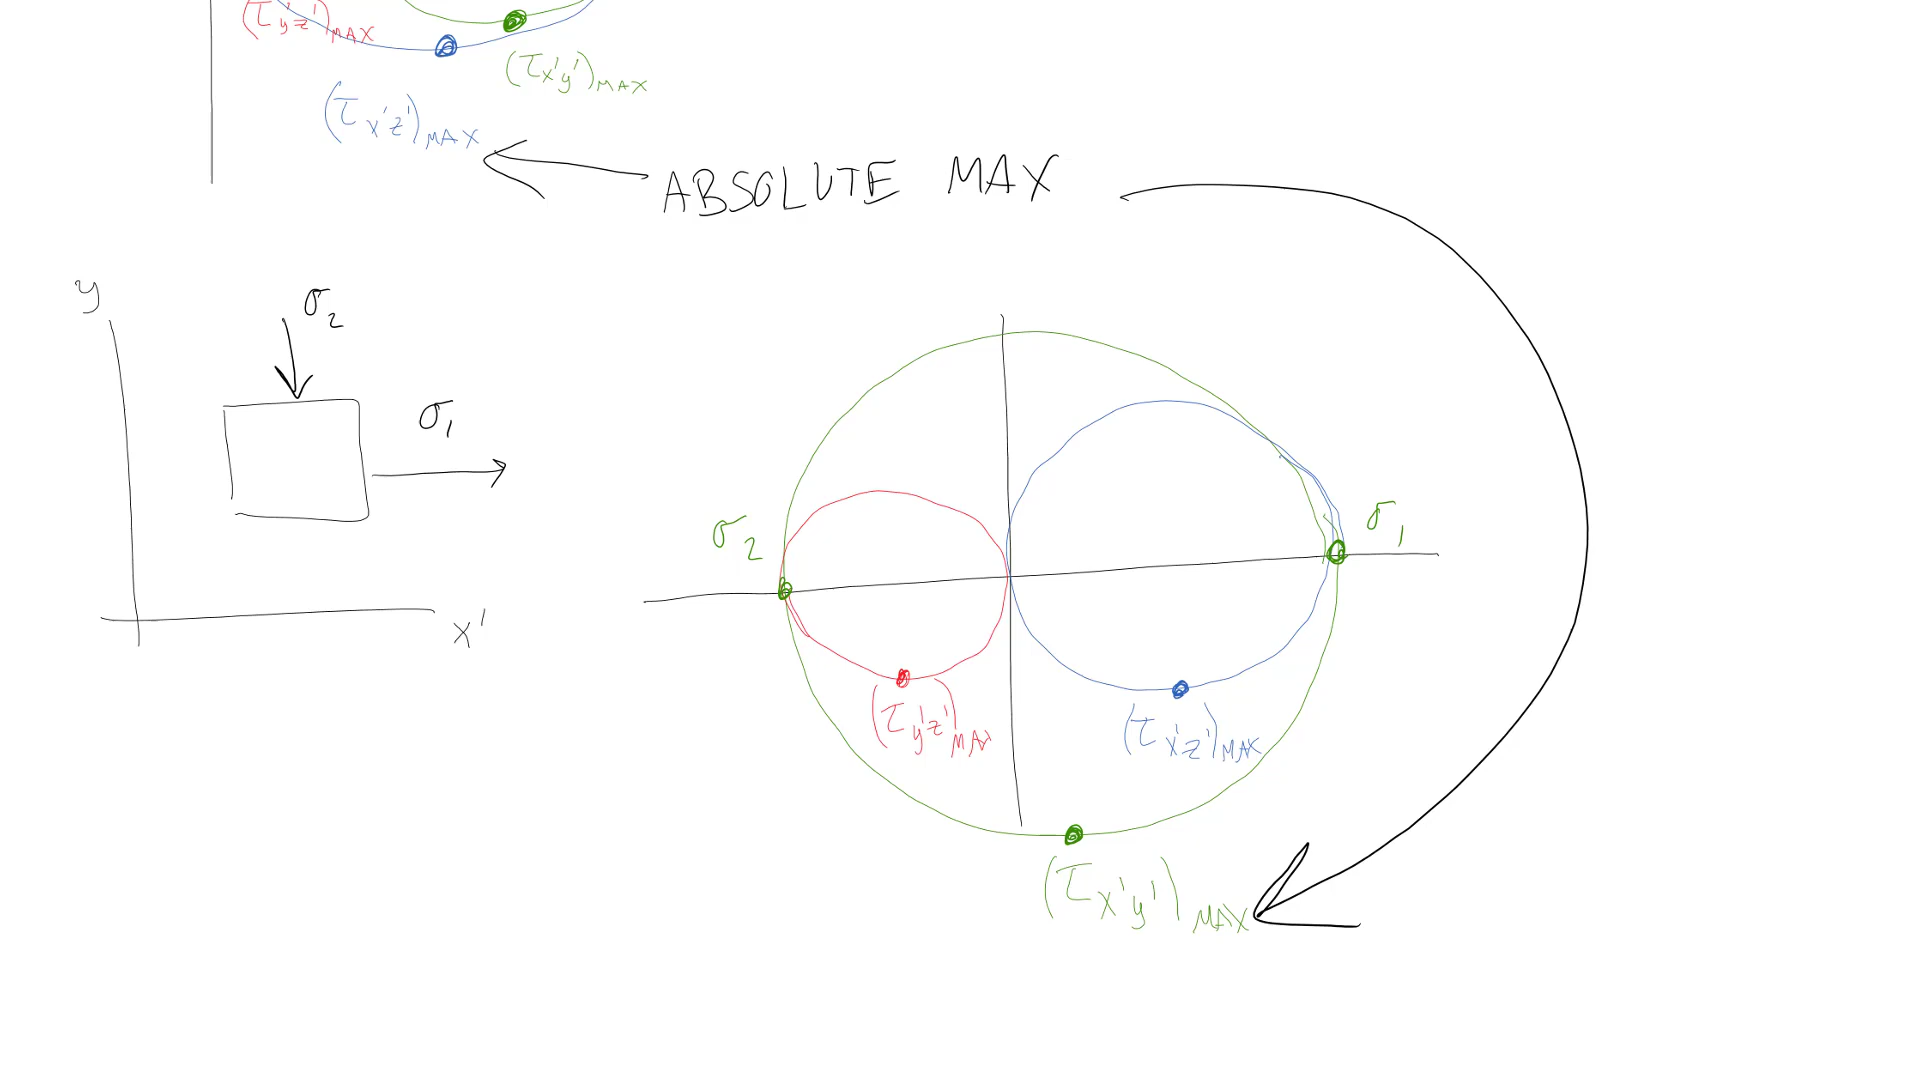 (τy'z')MAX
(τx'y')MAX
(τx'z')MAX
ABSOLUTE MAX
y
σ2
σ1
x'
σ2
σ1
(τy'z')MAX
(τx'z')MAX
(τx'y')MAX